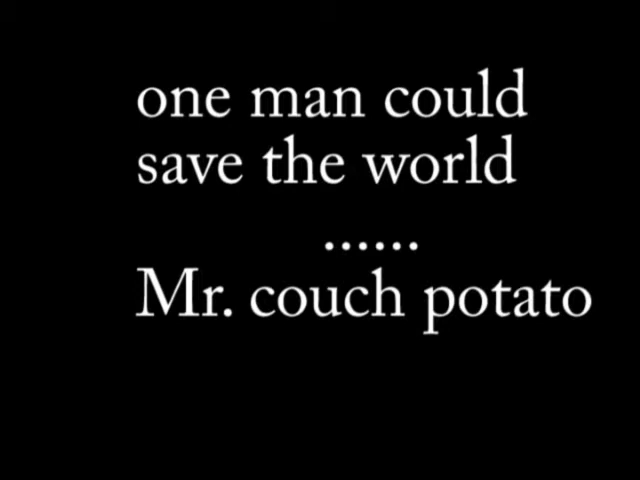 one man could
save the world
......
Mr. couch potato